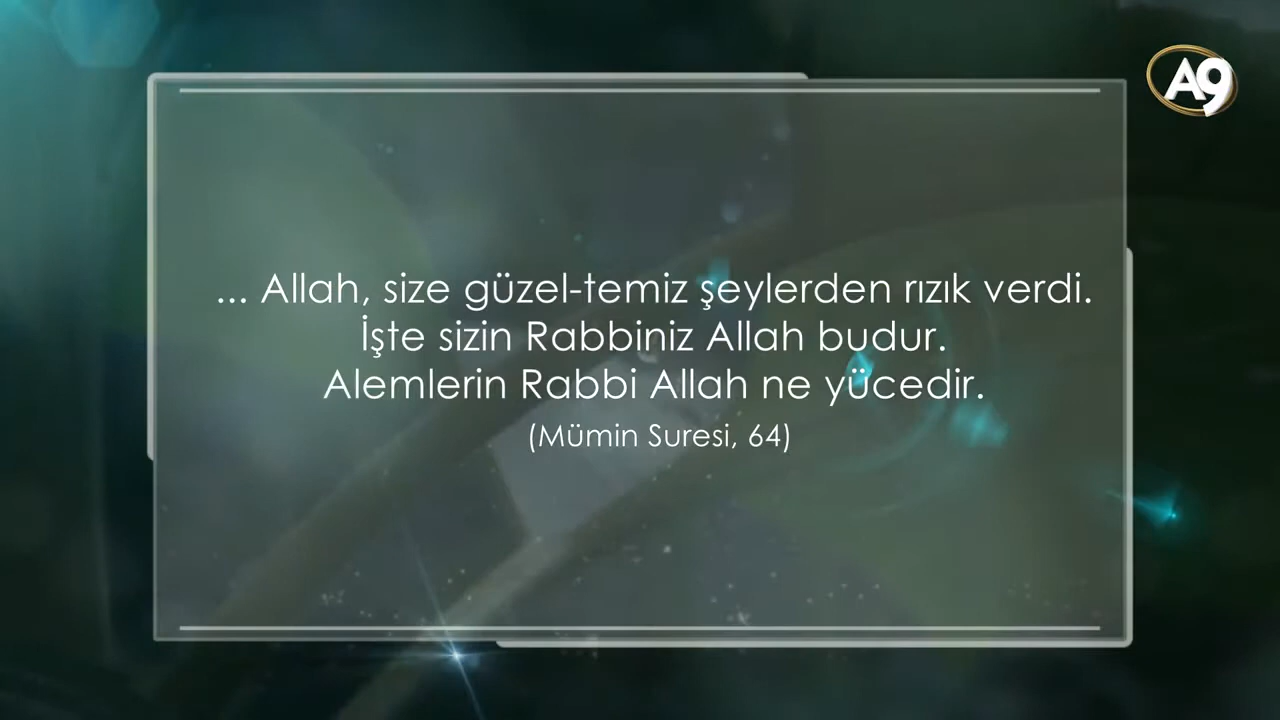 A9
... Allah, size güzel-temiz şeylerden rızık verdi.
İşte sizin Rabbiniz Allah budur.
Alemlerin Rabbi Allah ne yücedir.
(Mümin Suresi, 64)